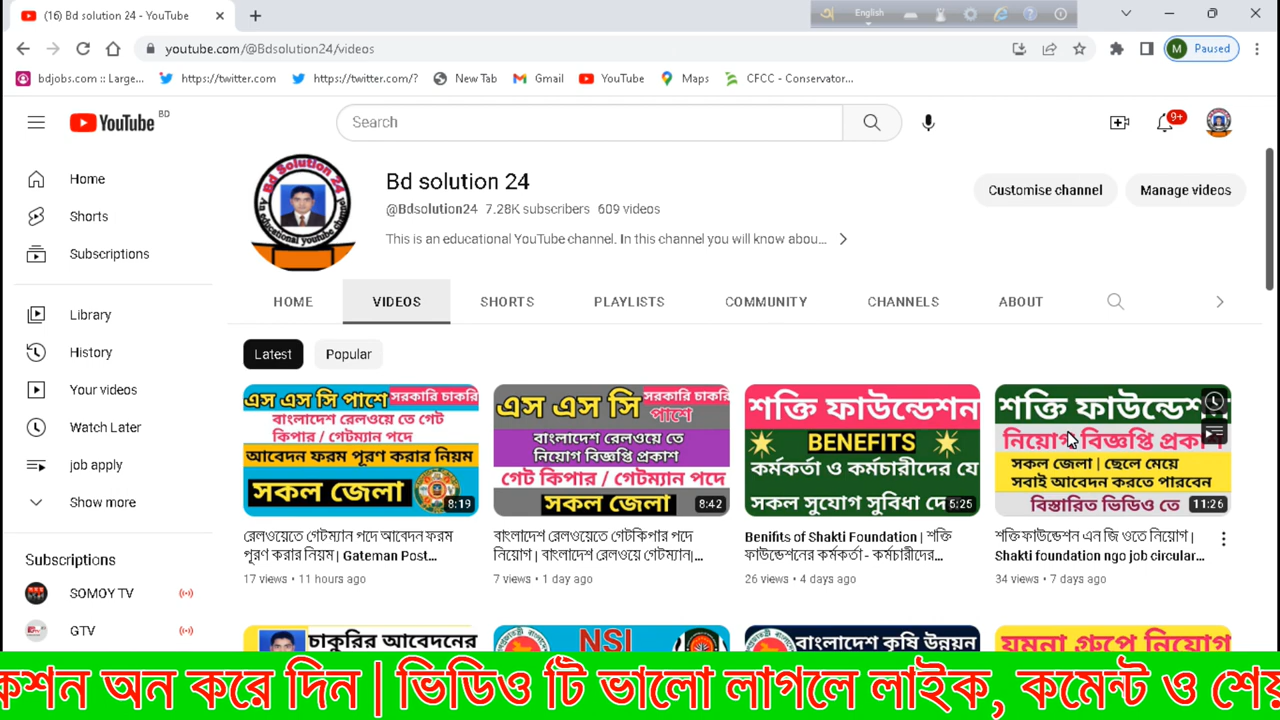 (16) Bd solution 24 - YouTube
English
youtube.com/@Bdsolution24/videos
M Paused
bdjobs.com :: Large...
https://twitter.com
https://twitter.com/?
New Tab
Gmail
YouTube
Maps
CFCC - Conservator...
YouTube BD
Search
9+
Home
Shorts
Subscriptions
Library
History
Your videos
Watch Later
job apply
Show more
Subscriptions
SOMOY TV
GTV
Bd Solution 24
An educational youtube channel
Bd solution 24
@Bdsolution24 7.28K subscribers 609 videos
This is an educational YouTube channel. In this channel you will know abou...
Customise channel
Manage videos
HOME
VIDEOS
SHORTS
PLAYLISTS
COMMUNITY
CHANNELS
ABOUT
Latest
Popular
এস এস সি পাশে সরকারি চাকরি
বাংলাদেশ রেলওয়ে তে গেট
কিপার / গেটম্যান পদে
আবেদন ফরম পূরণ করার নিয়ম
সকল জেলা
8:19
রেলওয়েতে গেটম্যান পদে আবেদন ফরম
পূরণ করার নিয়ম | Gateman Post...
17 views • 11 hours ago
এস এস সি সরকারি চাকরি
পাশে
বাংলাদেশ রেলওয়ে তে
নিয়োগ বিজ্ঞপ্তি প্রকাশ
গেট কিপার / গেটম্যান পদে
সকল জেলা
8:42
বাংলাদেশ রেলওয়েতে গেটকিপার পদে
নিয়োগ | বাংলাদেশ রেলওয়ে গেটম্যান|...
7 views • 1 day ago
শক্তি ফাউন্ডেশন
BENEFITS
কর্মকর্তা ও কর্মচারীদের যে
সকল সুযোগ সুবিধা দে
5:25
Benifits of Shakti Foundation | শক্তি
ফাউন্ডেশনের কর্মকর্তা - কর্মচারীদের...
26 views • 4 days ago
শক্তি ফাউন্ডেশ
নিয়োগ বিজ্ঞপ্তি প্রকা
সকল জেলা | ছেলে মেয়ে
সবাই আবেদন করতে পারবেন
বিস্তারিত ভিডিও তে
11:26
শক্তি ফাউন্ডেশন এন জি ওতে নিয়োগ |
Shakti foundation ngo job circular...
34 views • 7 days ago
চাকুরির আবেদনের
NSI
বাংলাদেশ কৃষি উন্নয়ন
যমুনা গ্রুপে নিয়োগ
কেশন অন করে দিন | ভিডিও টি ভালো লাগলে লাইক, কমেন্ট ও শেয়